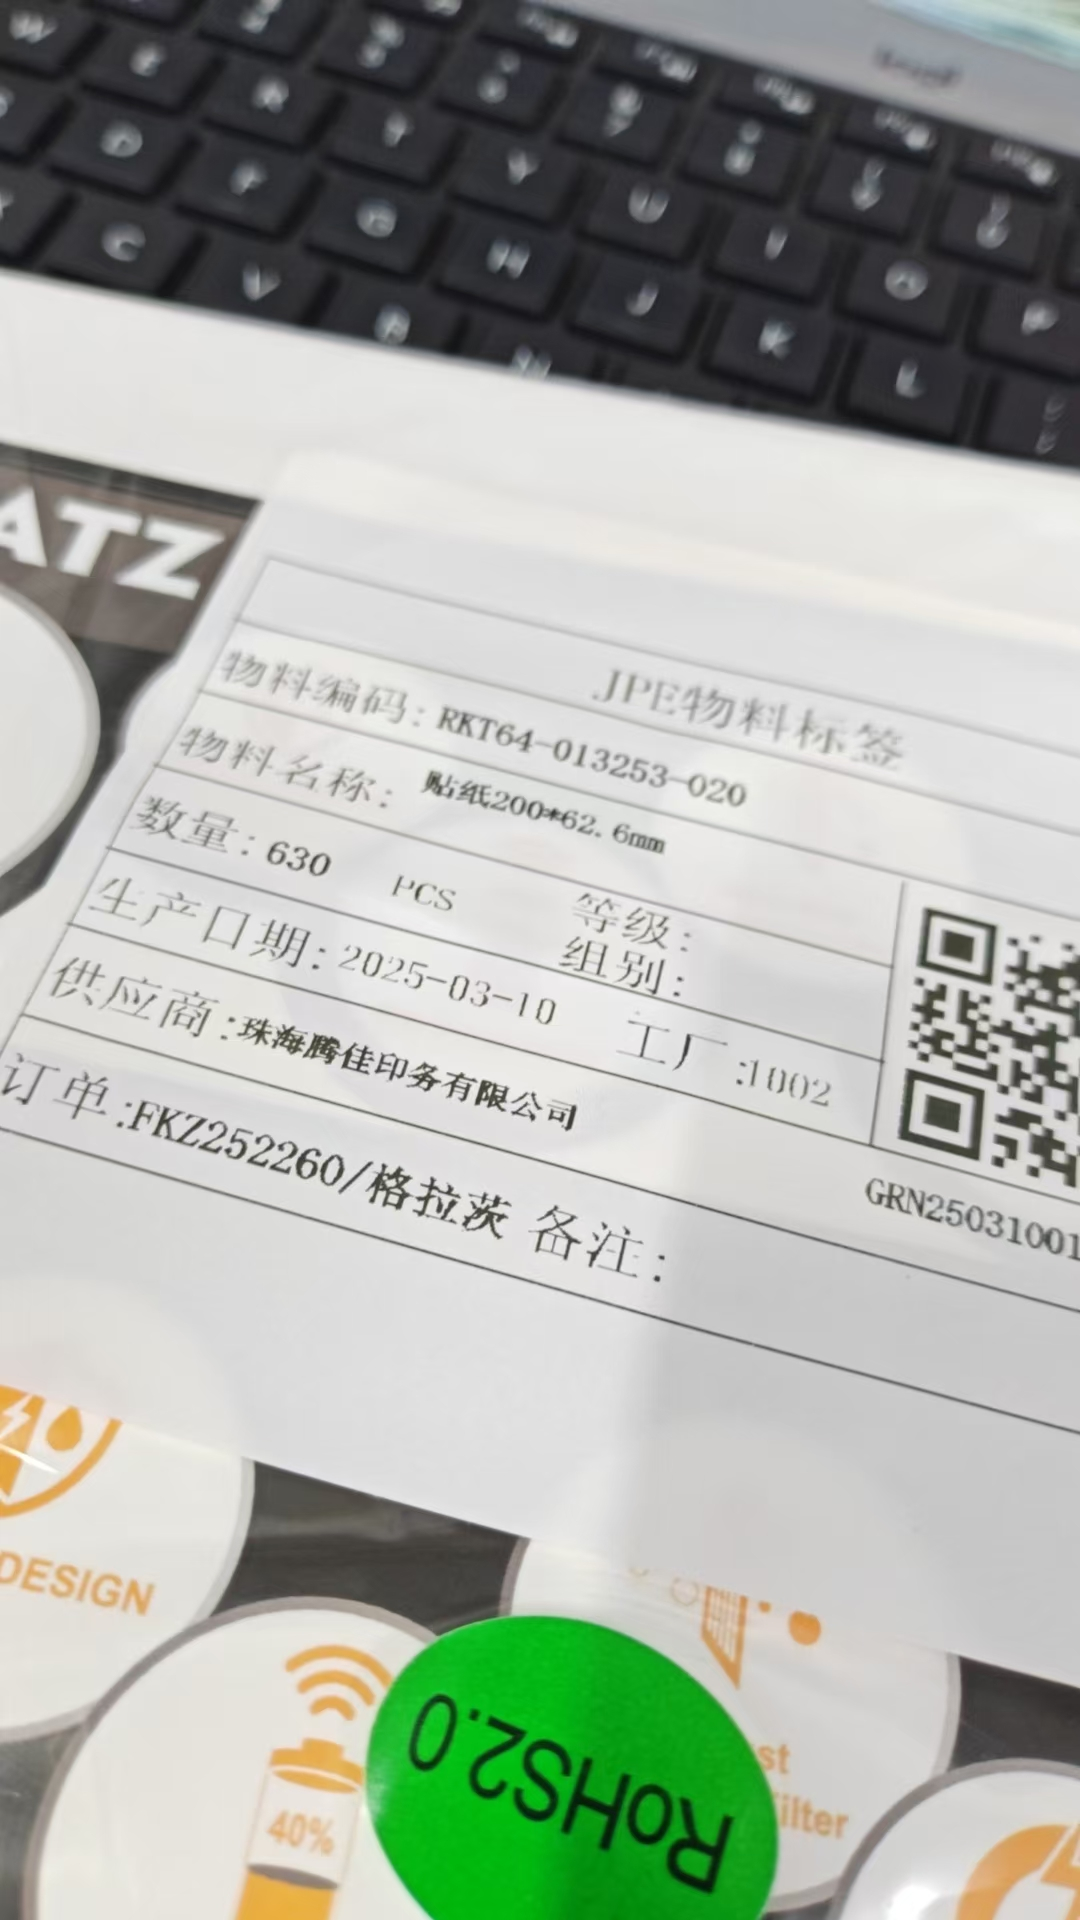 W E R T Y U I O P
D F G H J K L
C V B N
ATZ
JPE物料标签
物料编码: RKT64-013253-020
物料名称: 贴纸200*62.6mm
数量: 630 PCS 等级:
组别:
生产日期: 2025-03-10 工厂:1002
供应商:珠海腾佳印务有限公司
GRN25031001
订单:FKZ252260/格拉茨 备注:
DESIGN
40%
RoHS2.0
st
ilter